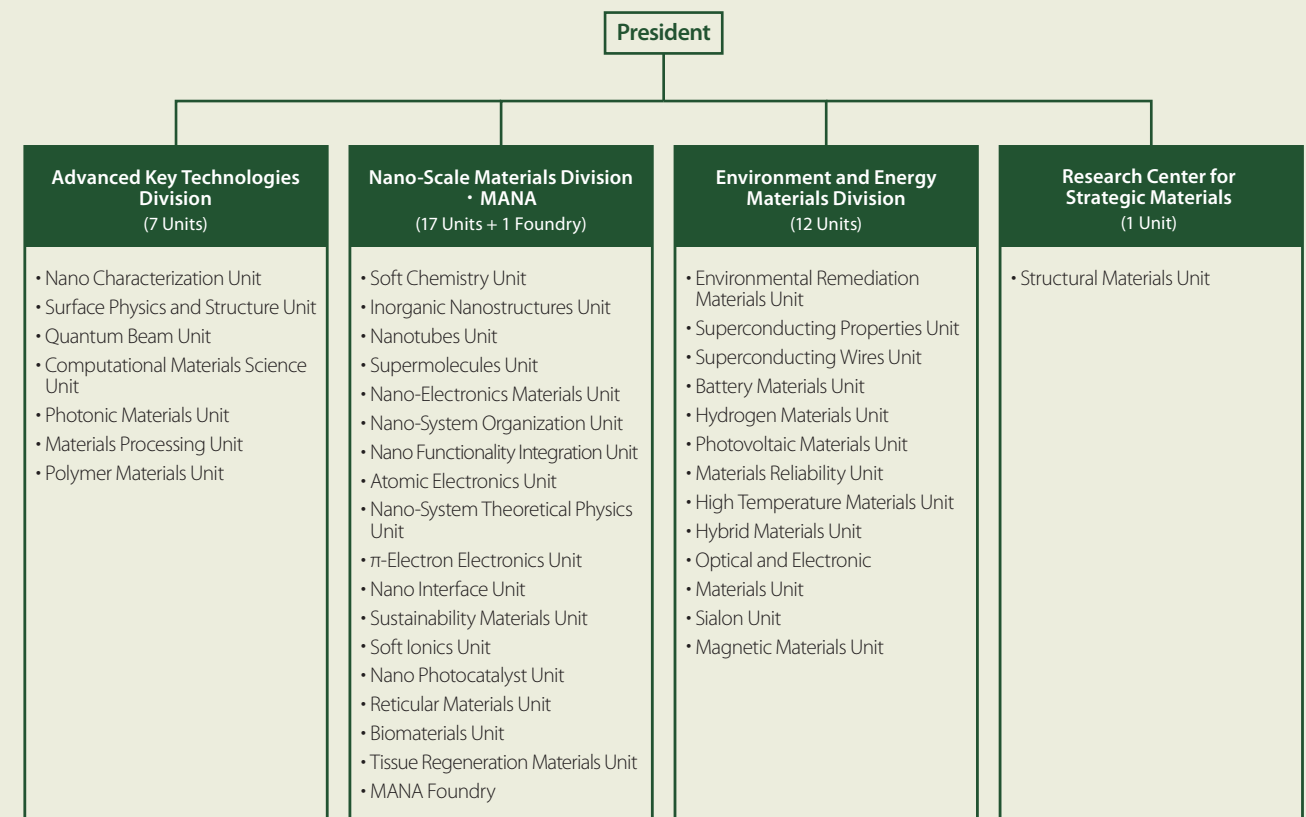 President
Advanced Key Technologies
Division
(7 Units)
• Nano Characterization Unit
• Surface Physics and Structure Unit
• Quantum Beam Unit
• Computational Materials Science
Unit
• Photonic Materials Unit
• Materials Processing Unit
• Polymer Materials Unit
Nano-Scale Materials Division
・MANA
(17 Units + 1 Foundry)
• Soft Chemistry Unit
• Inorganic Nanostructures Unit
• Nanotubes Unit
• Supermolecules Unit
• Nano-Electronics Materials Unit
• Nano-System Organization Unit
• Nano Functionality Integration Unit
• Atomic Electronics Unit
• Nano-System Theoretical Physics
Unit
• π-Electron Electronics Unit
• Nano Interface Unit
• Sustainability Materials Unit
• Soft Ionics Unit
• Nano Photocatalyst Unit
• Reticular Materials Unit
• Biomaterials Unit
• Tissue Regeneration Materials Unit
• MANA Foundry
Environment and Energy
Materials Division
(12 Units)
• Environmental Remediation
Materials Unit
• Superconducting Properties Unit
• Superconducting Wires Unit
• Battery Materials Unit
• Hydrogen Materials Unit
• Photovoltaic Materials Unit
• Materials Reliability Unit
• High Temperature Materials Unit
• Hybrid Materials Unit
• Optical and Electronic
• Materials Unit
• Sialon Unit
• Magnetic Materials Unit
Research Center for
Strategic Materials
(1 Unit)
• Structural Materials Unit